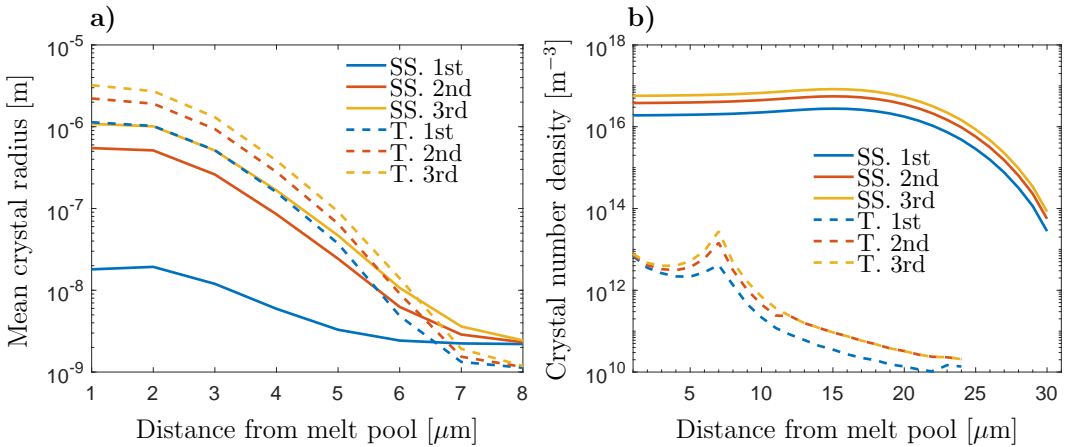 a)
Mean crystal radius [m]
10^-5
10^-6
10^-7
10^-8
10^-9
SS. 1st
SS. 2nd
SS. 3rd
T. 1st
T. 2nd
T. 3rd
1 2 3 4 5 6 7 8
Distance from melt pool [μm]
b)
Crystal number density [m^−3]
10^18
10^16
10^14
10^12
10^10
SS. 1st
SS. 2nd
SS. 3rd
T. 1st
T. 2nd
T. 3rd
5 10 15 20 25 30
Distance from melt pool [μm]